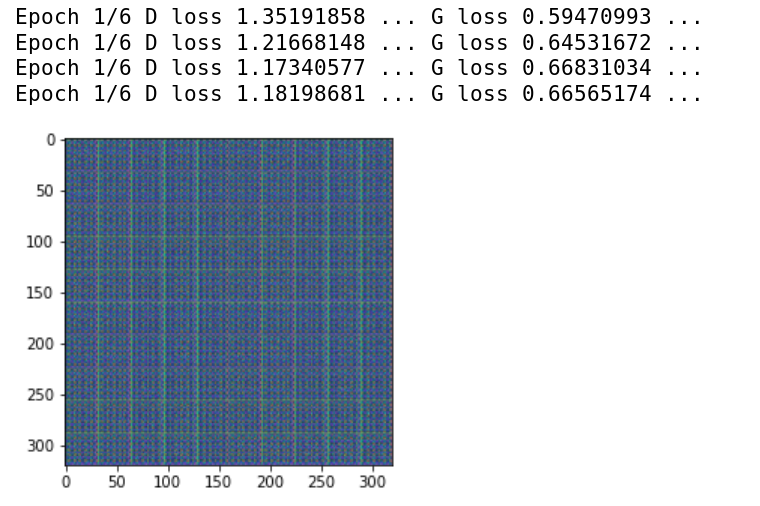 Epoch 1/6 D loss 1.35191858 ... G loss 0.59470993 ...
Epoch 1/6 D loss 1.21668148 ... G loss 0.64531672 ...
Epoch 1/6 D loss 1.17340577 ... G loss 0.66831034 ...
Epoch 1/6 D loss 1.18198681 ... G loss 0.66565174 ...
0
50
100
150
200
250
300
0 50 100 150 200 250 300